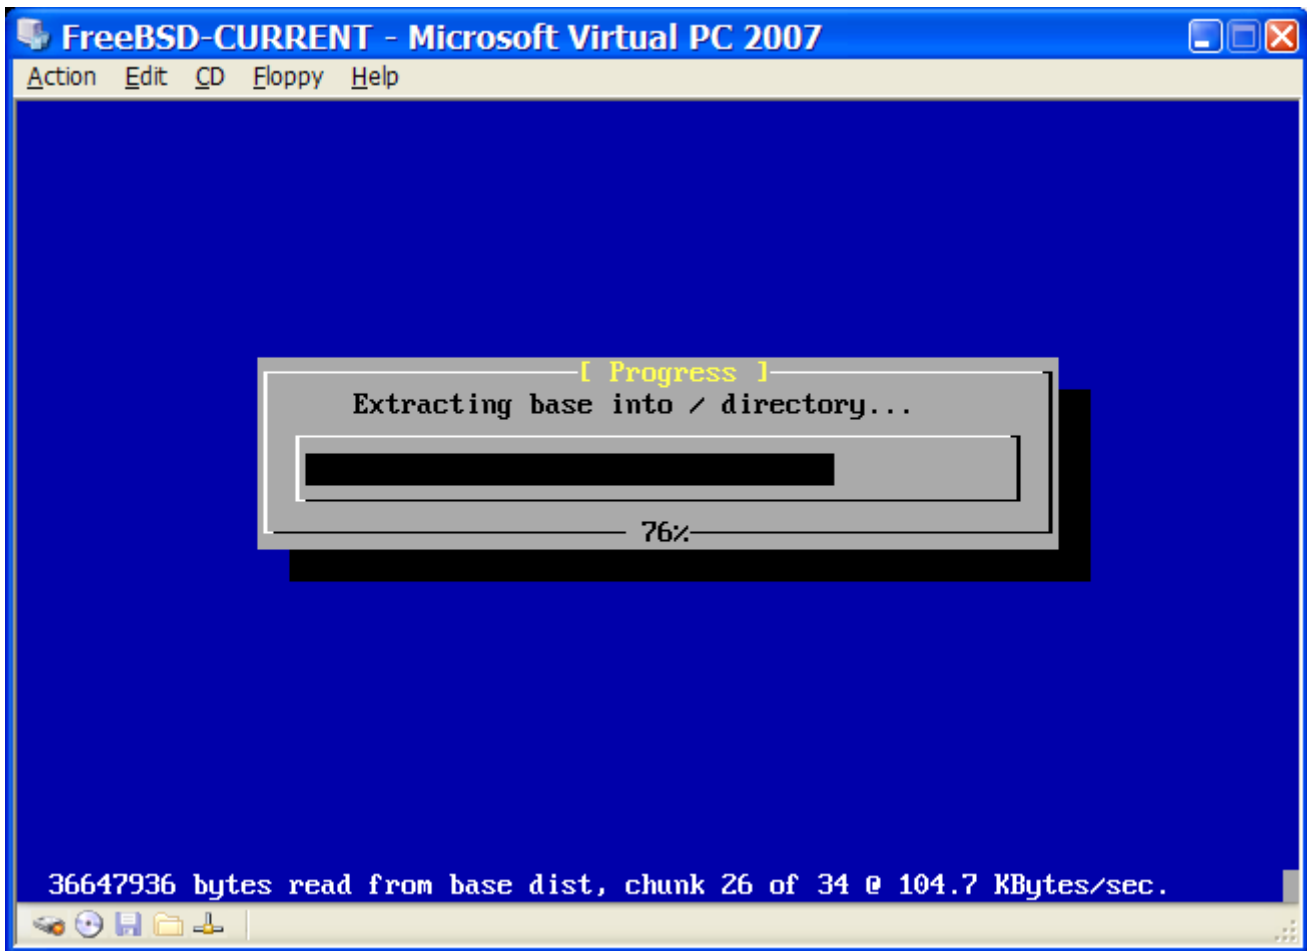 FreeBSD-CURRENT - Microsoft Virtual PC 2007
Action Edit CD Floppy Help
[ Progress ]
Extracting base into / directory...
76%
36647936 bytes read from base dist, chunk 26 of 34 @ 104.7 KBytes/sec.